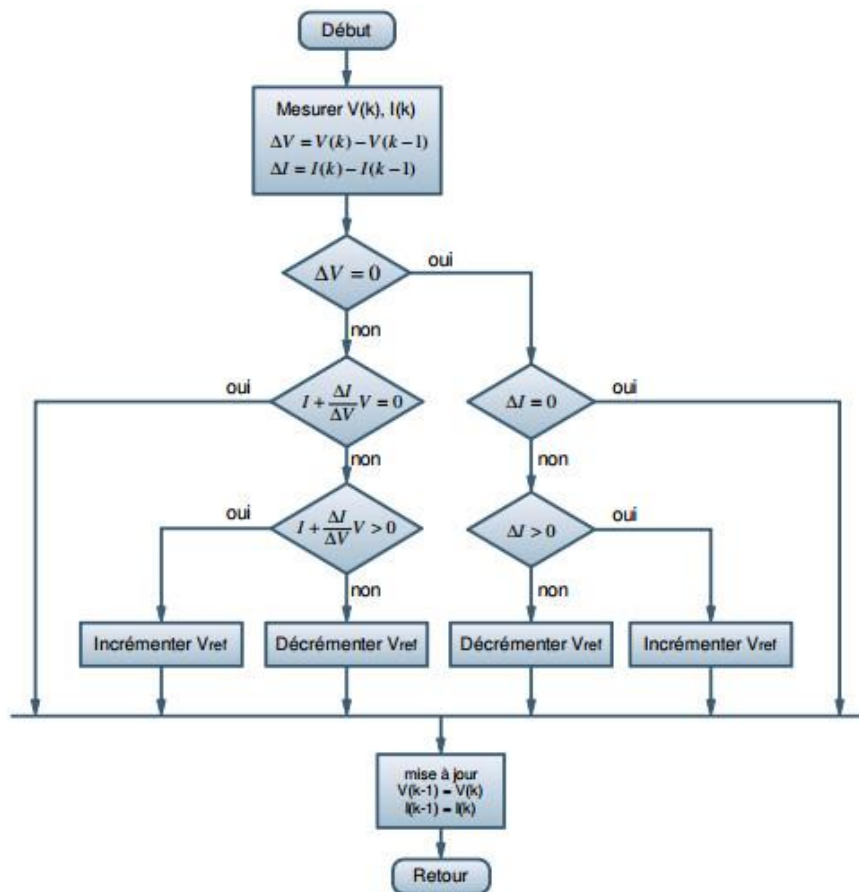 Début
Mesurer V(k), I(k)
ΔV = V(k) − V(k − 1)
ΔI = I(k) − I(k − 1)
ΔV = 0
oui
non
oui
I + ΔI/ΔV V = 0
ΔI = 0
oui
non
non
oui
I + ΔI/ΔV V > 0
ΔI > 0
oui
non
non
Incrémenter Vref
Décrémenter Vref
Décrémenter Vref
Incrémenter Vref
mise à jour
V(k-1) = V(k)
I(k-1) = I(k)
Retour